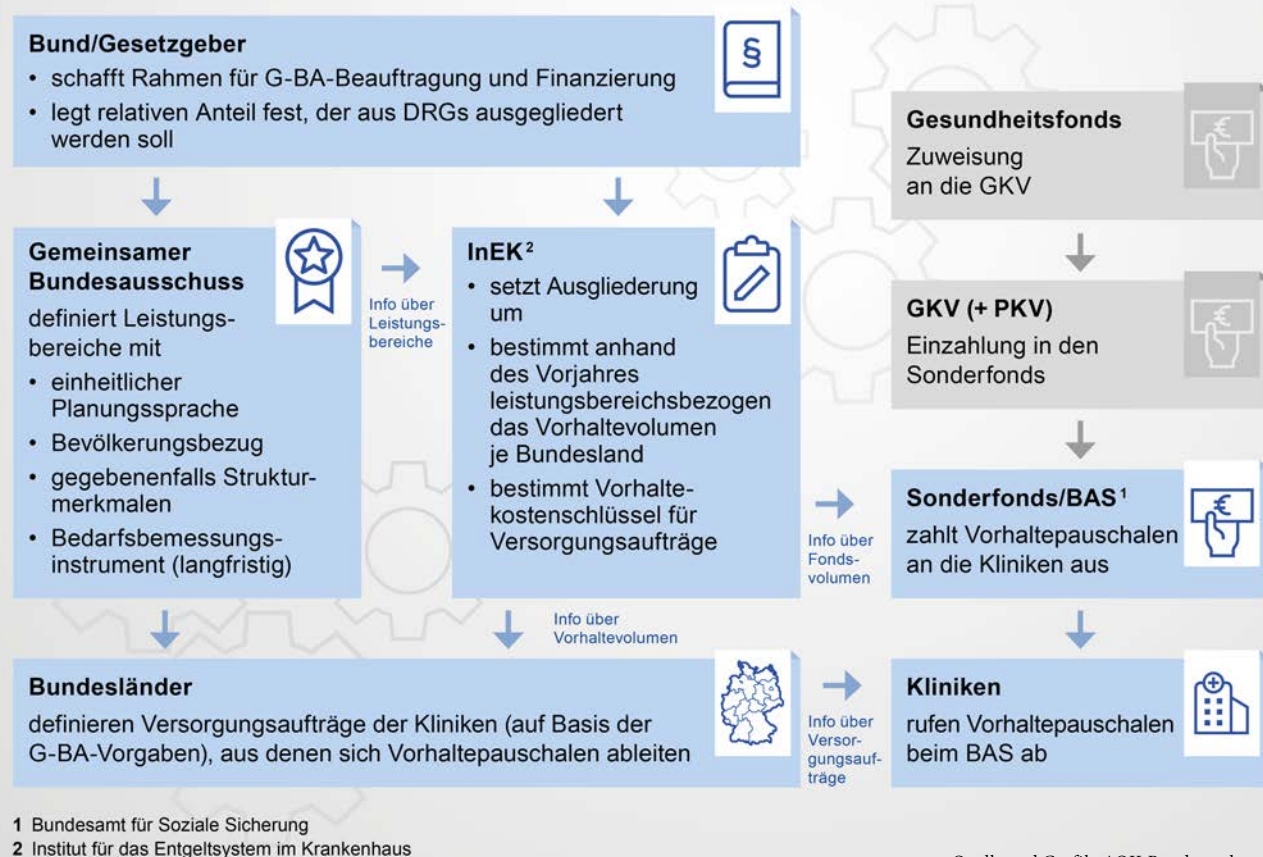 Bund/Gesetzgeber
• schafft Rahmen für G-BA-Beauftragung und Finanzierung
• legt relativen Anteil fest, der aus DRGs ausgegliedert
werden soll
§
Gemeinsamer
Bundesausschuss
definiert Leistungs-
bereiche mit
• einheitlicher
Planungssprache
• Bevölkerungsbezug
• gegebenenfalls Struktur-
merkmalen
• Bedarfsbemessungs-
instrument (langfristig)
Info über
Leistungs-
bereiche
InEK²
• setzt Ausgliederung
um
• bestimmt anhand
des Vorjahres
leistungsbereichsbezogen
das Vorhaltevolumen
je Bundesland
• bestimmt Vorhalte-
kostenschlüssel für
Versorgungsaufträge
Info über
Fonds-
volumen
Info über
Vorhaltevolumen
Bundesländer
definieren Versorgungsaufträge der Kliniken (auf Basis der
G-BA-Vorgaben), aus denen sich Vorhaltepauschalen ableiten
Info über
Versor-
gungsauf-
träge
Gesundheitsfonds
Zuweisung
an die GKV
€
GKV (+ PKV)
Einzahlung in den
Sonderfonds
€
Sonderfonds/BAS¹
zahlt Vorhaltepauschalen
an die Kliniken aus
€
Kliniken
rufen Vorhaltepauschalen
beim BAS ab
1 Bundesamt für Soziale Sicherung
2 Institut für das Entgeltsystem im Krankenhaus